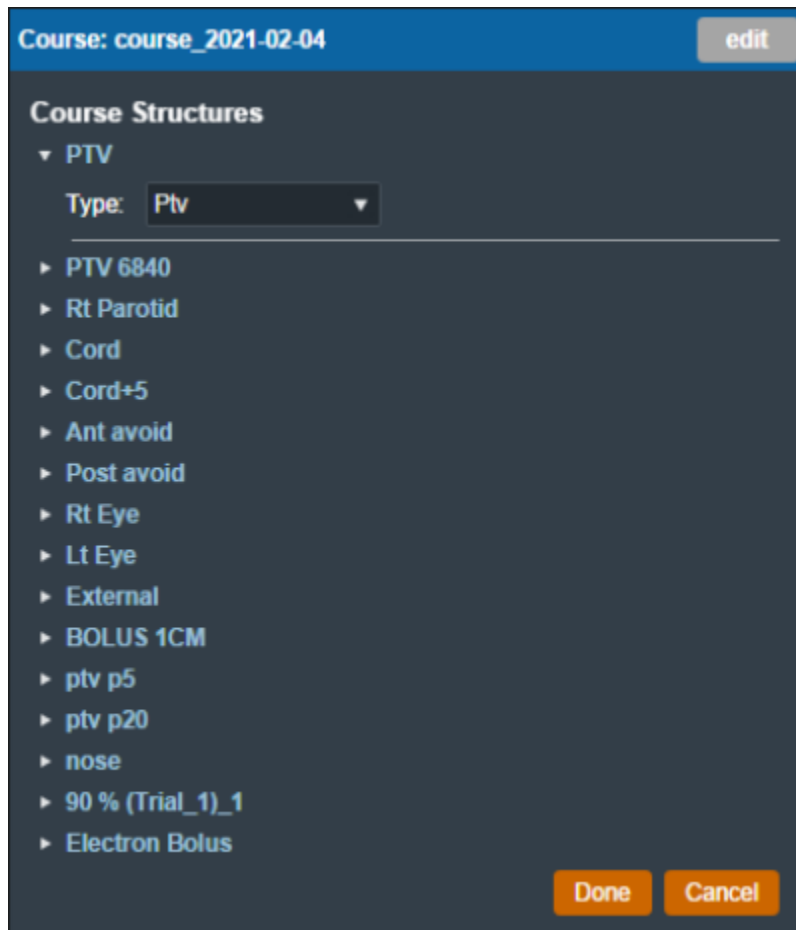 Course: course_2021-02-04 edit
Course Structures
PTV
Type: Ptv
PTV 6840
Rt Parotid
Cord
Cord+5
Ant avoid
Post avoid
Rt Eye
Lt Eye
External
BOLUS 1CM
ptv p5
ptv p20
nose
90 % (Trial_1)_1
Electron Bolus
Done Cancel